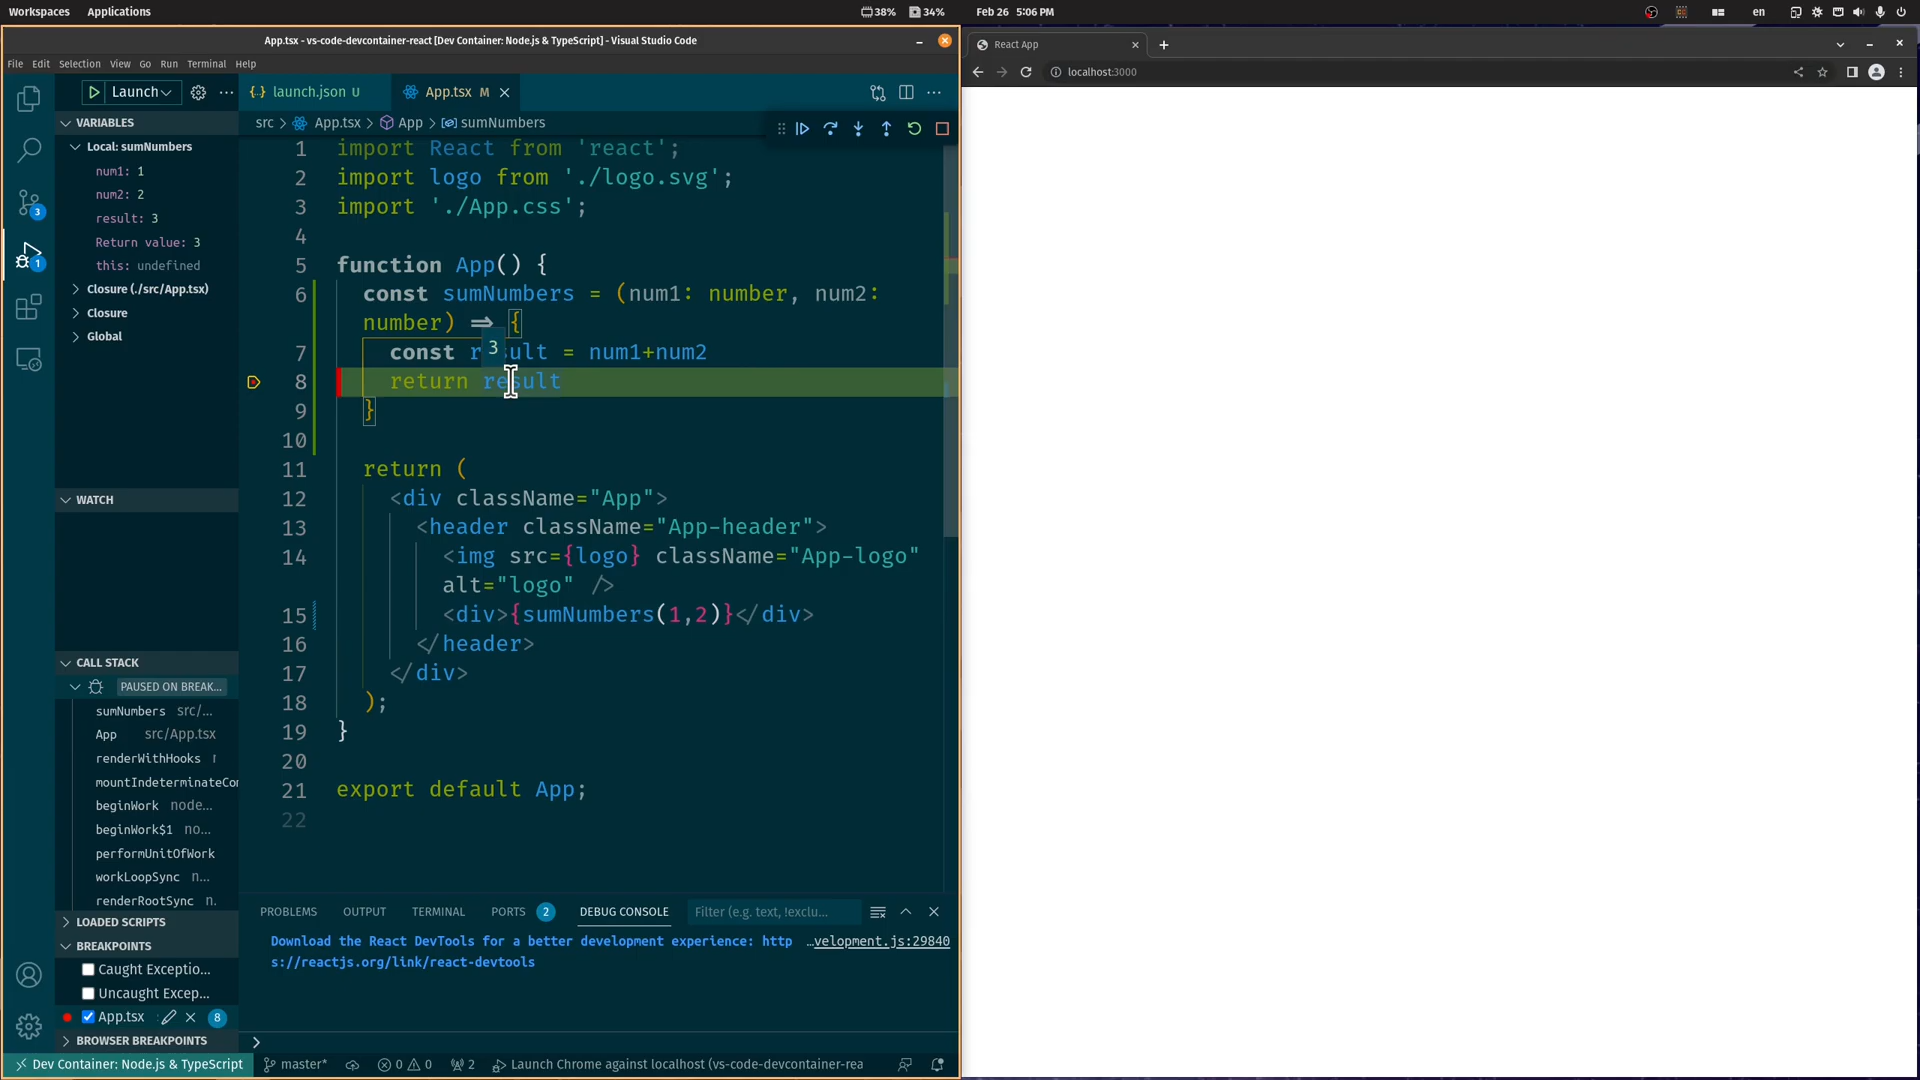 Workspaces Applications 38% 34% Feb 26 5:06 PM en
App.tsx - vs-code-devcontainer-react [Dev Container: Node.js & TypeScript] - Visual Studio Code
File Edit Selection View Go Run Terminal Help
Launch
launch.json U
App.tsx M
src > App.tsx > App > sumNumbers
VARIABLES
Local: sumNumbers
num1: 1
num2: 2
result: 3
Return value: 3
this: undefined
Closure (./src/App.tsx)
Closure
Global
WATCH
CALL STACK
PAUSED ON BREAK...
sumNumbers src/...
App src/App.tsx
renderWithHooks
mountIndeterminateCom
beginWork node...
beginWork$1 no...
performUnitOfWork
workLoopSync n...
renderRootSync n.
LOADED SCRIPTS
BREAKPOINTS
Caught Exceptio...
Uncaught Excep...
App.tsx 8
BROWSER BREAKPOINTS
3
1
1 import React from 'react';
2 import logo from './logo.svg';
3 import './App.css';
4
5 function App() {
6 const sumNumbers = (num1: number, num2:
number) ⇒ {
3
7 const result = num1+num2
8 return result
9 }
10
11 return (
12 <div className="App">
13 <header className="App-header">
14 <img src={logo} className="App-logo"
alt="logo" />
15 <div>{sumNumbers(1,2)}</div>
16 </header>
17 </div>
18 );
19 }
20
21 export default App;
22
PROBLEMS OUTPUT TERMINAL PORTS 2 DEBUG CONSOLE Filter (e.g. text, !exclu...
Download the React DevTools for a better development experience: http …velopment.js:29840
s://reactjs.org/link/react-devtools
>
Dev Container: Node.js & TypeScript master* 0 0 2 Launch Chrome against localhost (vs-code-devcontainer-rea
React App
localhost:3000